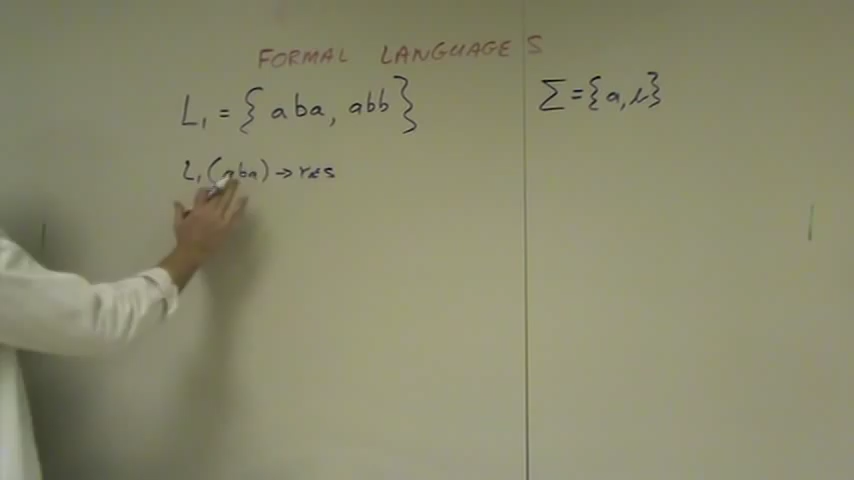 FORMAL LANGUAGES
L₁ = { aba, abb }
Σ = { a, b }
L₁(aba) → YES